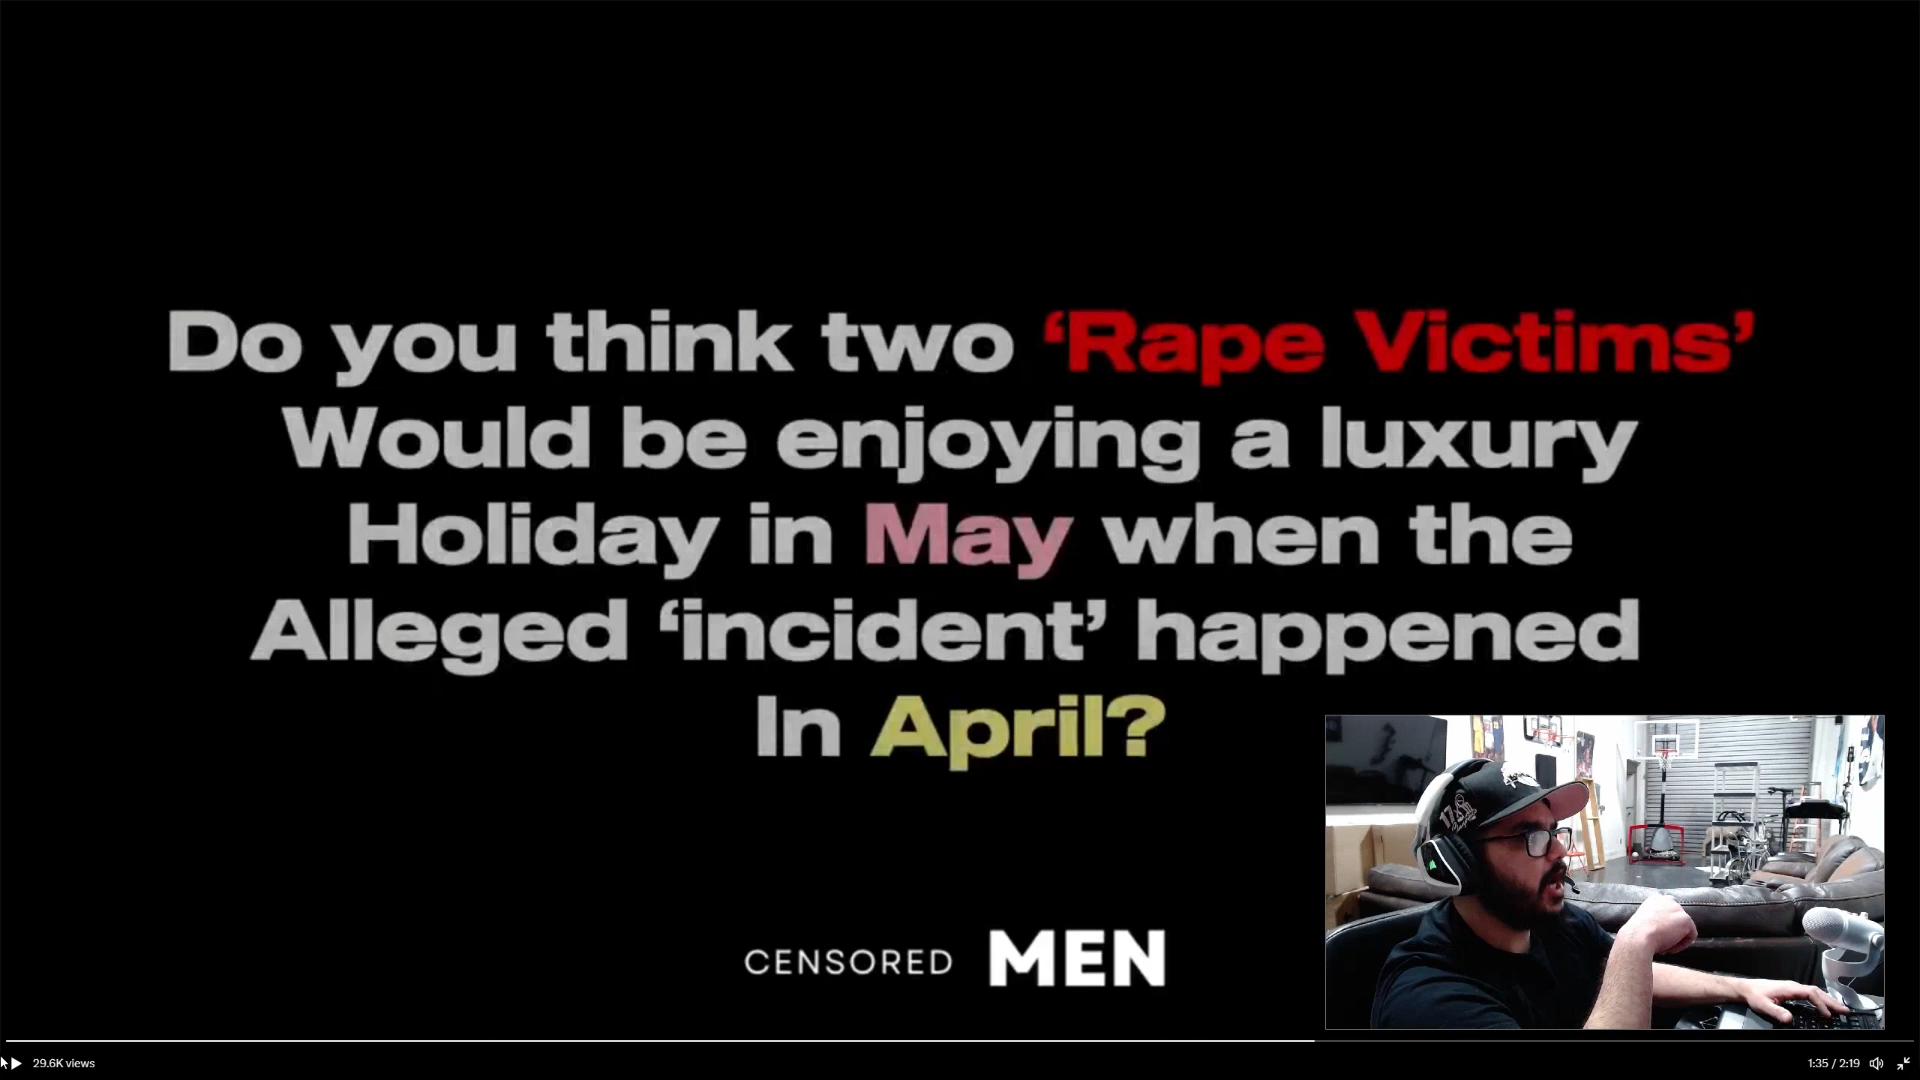 Do you think two ‘Rape Victims’
Would be enjoying a luxury
Holiday in May when the
Alleged ‘incident’ happened
In April?
CENSORED MEN
29.6K views
1:35 / 2:19